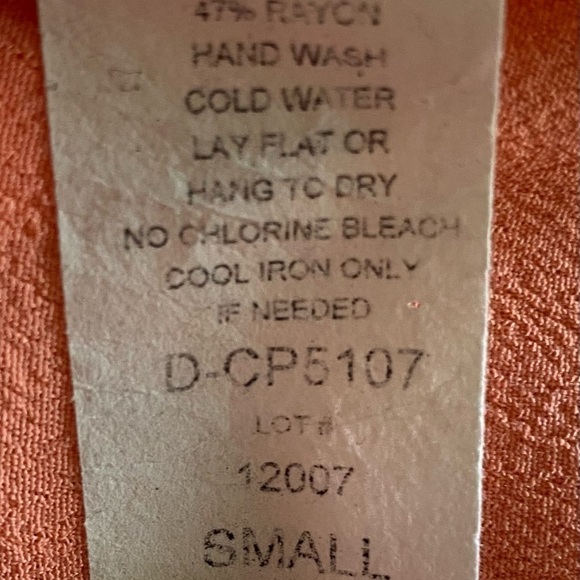 47% RAYON
HAND WASH
COLD WATER
LAY FLAT OR
HANG TO DRY
NO CHLORINE BLEACH
COOL IRON ONLY
IF NEEDED
D-CP5107
LOT#
12007
SMALL